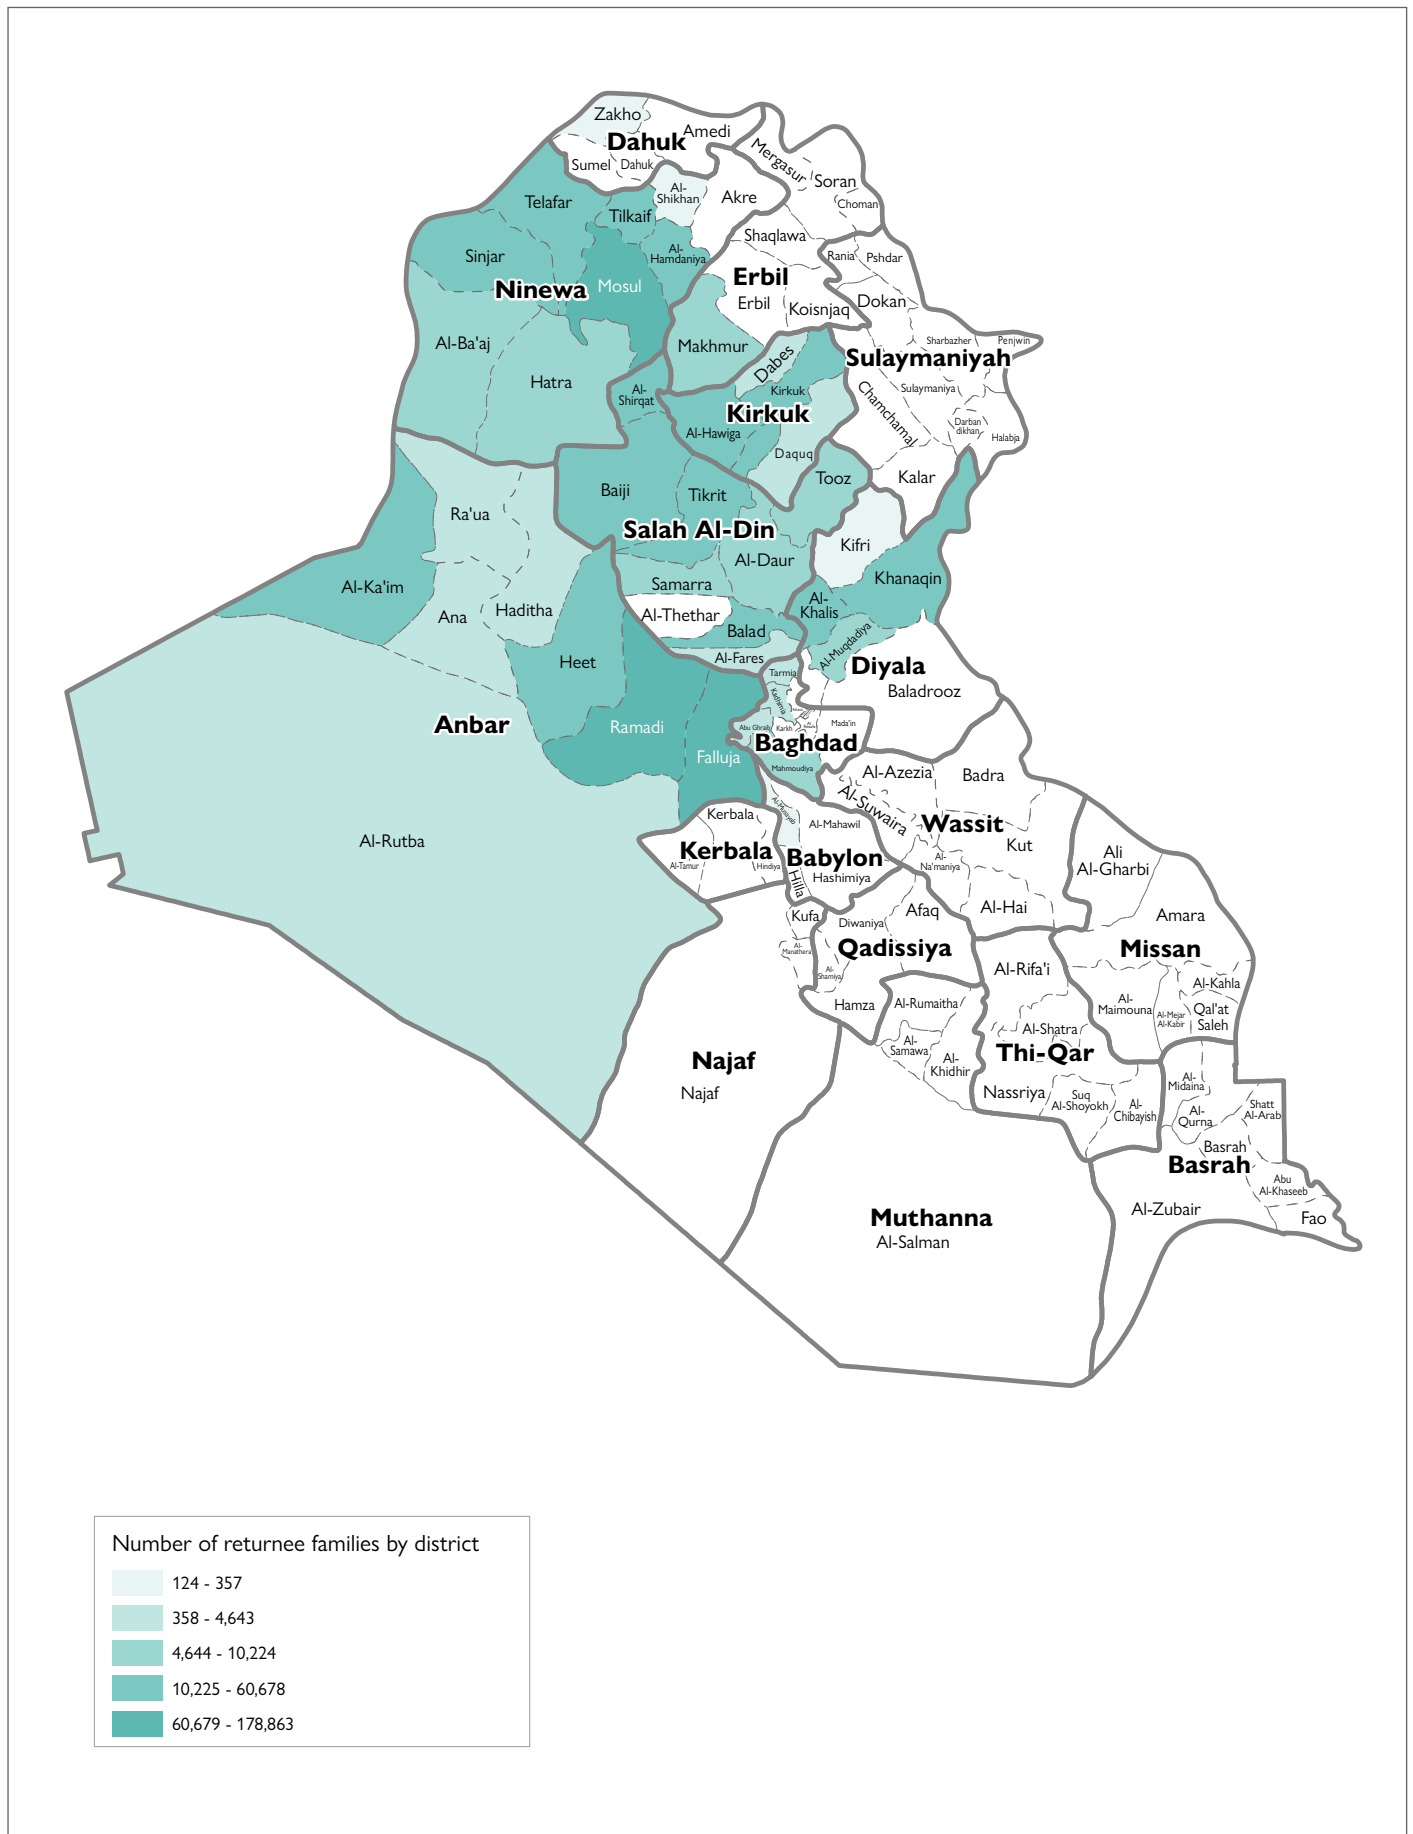 Zakho
Amedi
Dahuk
Sumel
Dahuk
Mergasur
Soran
Choman
Al-
Shikhan
Akre
Telafar
Tilkaif
Shaqlawa
Sinjar
Al-
Hamdaniya
Rania
Pshdar
Ninewa
Mosul
Erbil
Erbil
Koisnjaq
Dokan
Al-Ba'aj
Makhmur
Dabes
Sharbazher
Penjwin
Sulaymaniyah
Hatra
Al-
Shirqat
Kirkuk
Sulaymaniya
Kirkuk
Chamchamal
Al-Hawiga
Darban
dikhan
Halabja
Daquq
Tooz
Kalar
Baiji
Tikrit
Ra'ua
Salah Al-Din
Kifri
Al-Daur
Khanaqin
Al-Ka'im
Samarra
Al-
Khalis
Ana
Haditha
Al-Thethar
Balad
Al-Muqdadiya
Heet
Al-Fares
Diyala
Tarmia
Baladrooz
Kadhimia
Anbar
Ramadi
Abu Ghraib
Karkh
Mada'in
Baghdad
Falluja
Mahmoudiya
Al-Azezia
Badra
Al-Suwaira
Al-Musayab
Kerbala
Al-Mahawil
Wassit
Al-Rutba
Kut
Kerbala
Babylon
Al-
Na'maniya
Ali
Al-Gharbi
Al-Tamur
Hindiya
Hilla
Hashimiya
Al-Hai
Kufa
Diwaniya
Afaq
Amara
Al-
Manathera
Qadissiya
Missan
Al-
Shamiya
Al-Rifa'i
Al-Kahla
Hamza
Al-Rumaitha
Al-
Maimouna
Al-Mejar
Al-Kabir
Qal'at
Saleh
Al-
Samawa
Al-Shatra
Thi-Qar
Najaf
Al-
Khidhir
Najaf
Nassriya
Suq
Al-Shoyokh
Al-
Chibayish
Al-
Midaina
Al-
Qurna
Shatt
Al-Arab
Basrah
Basrah
Abu
Al-Khaseeb
Al-Zubair
Fao
Muthanna
Al-Salman
Number of returnee families by district
124 - 357
358 - 4,643
4,644 - 10,224
10,225 - 60,678
60,679 - 178,863